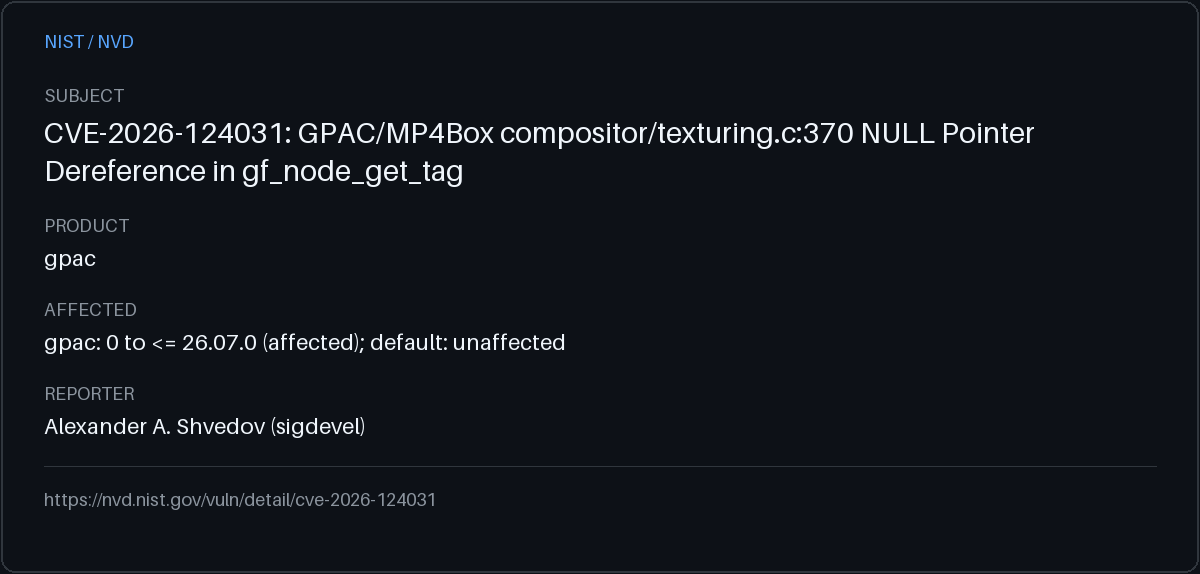 NIST / NVD
SUBJECT
CVE-2026-124031: GPAC/MP4Box compositor/texturing.c:370 NULL Pointer
Dereference in gf_node_get_tag
PRODUCT
gpac
AFFECTED
gpac: 0 to <= 26.07.0 (affected); default: unaffected
REPORTER
Alexander A. Shvedov (sigdevel)
https://nvd.nist.gov/vuln/detail/cve-2026-124031